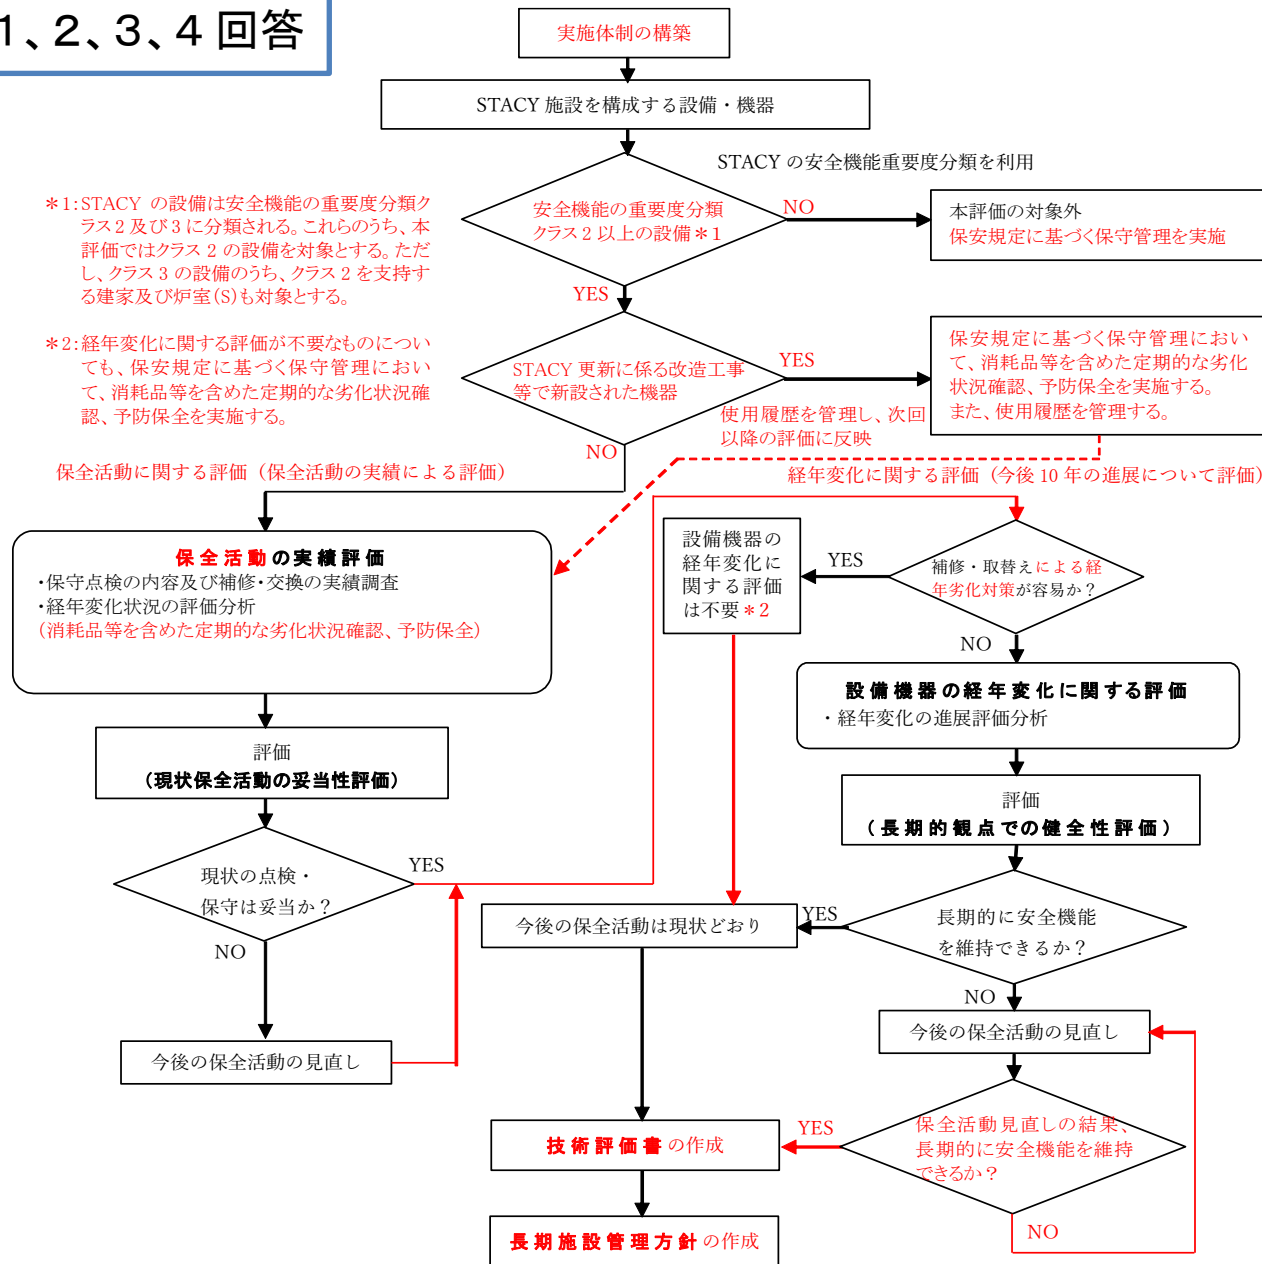 1、2、3、4 回答
実施体制の構築
STACY 施設を構成する設備・機器
STACY の安全機能重要度分類を利用
安全機能の重要度分類
クラス 2 以上の設備＊1
NO
本評価の対象外
保安規定に基づく保守管理を実施
＊1:STACY の設備は安全機能の重要度分類ク
ラス 2 及び 3 に分類される。これらのうち、本
評価ではクラス 2 の設備を対象とする。ただ
し、クラス 3 の設備のうち、クラス 2 を支持す
る建家及び炉室(S)も対象とする。
YES
＊2:経年変化に関する評価が不要なものについ
ても、保安規定に基づく保守管理におい
て、消耗品等を含めた定期的な劣化状況確
認、予防保全を実施する。
STACY 更新に係る改造工事
等で新設された機器
YES
保安規定に基づく保守管理におい
て、消耗品等を含めた定期的な劣化
状況確認、予防保全を実施する。
また、使用履歴を管理する。
使用履歴を管理し、次回
以降の評価に反映
NO
保全活動に関する評価（保全活動の実績による評価）
経年変化に関する評価（今後 10 年の進展について評価）
保全活動の実績評価
・保守点検の内容及び補修・交換の実績調査
・経年変化状況の評価分析
（消耗品等を含めた定期的な劣化状況確認、予防保全）
設備機器の
経年変化に
関する評価
は不要＊2
YES
補修・取替えによる経
年劣化対策が容易か？
NO
設備機器の経年変化に関する評価
・経年変化の進展評価分析
評価
（現状保全活動の妥当性評価）
評価
（長期的観点での健全性評価）
現状の点検・
保守は妥当か？
YES
NO
今後の保全活動は現状どおり
YES
長期的に安全機能
を維持できるか？
NO
今後の保全活動の見直し
今後の保全活動の見直し
保全活動見直しの結果、
長期的に安全機能を維持
できるか？
YES
NO
技術評価書の作成
長期施設管理方針の作成